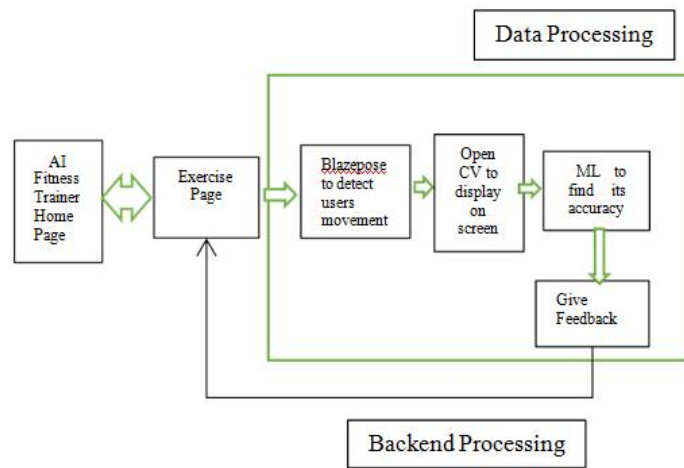 Data Processing
AI
Fitness
Trainer
Home
Page
Exercise
Page
Blazepose
to detect
users
movement
Open
CV to
display
on
screen
ML to
find its
accuracy
Give
Feedback
Backend Processing